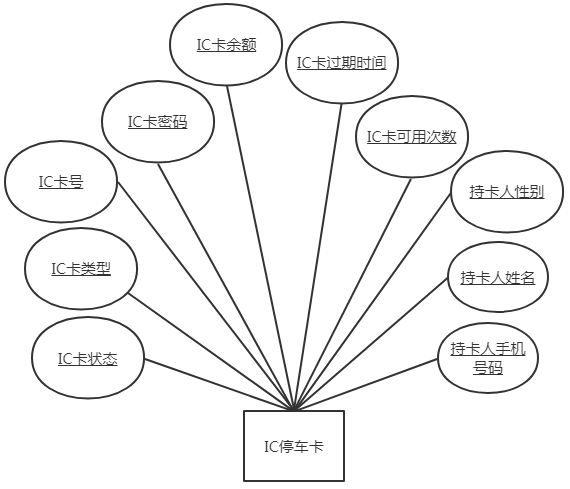 IC卡余额
IC卡过期时间
IC卡密码
IC卡可用次数
IC卡号
持卡人性别
IC卡类型
持卡人姓名
IC卡状态
持卡人手机
号码
IC停车卡